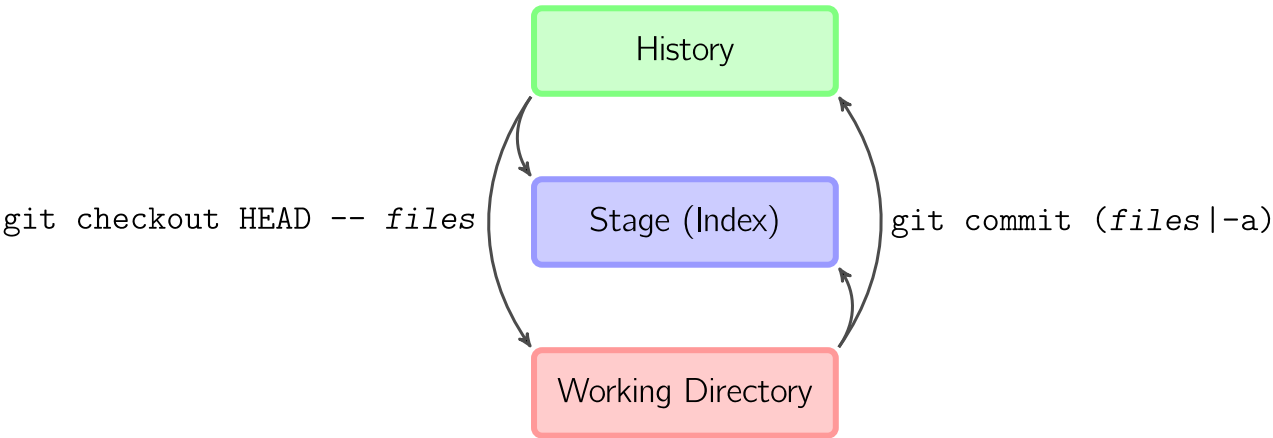 History
git checkout HEAD -- files
Stage (Index)
git commit (files|-a)
Working Directory